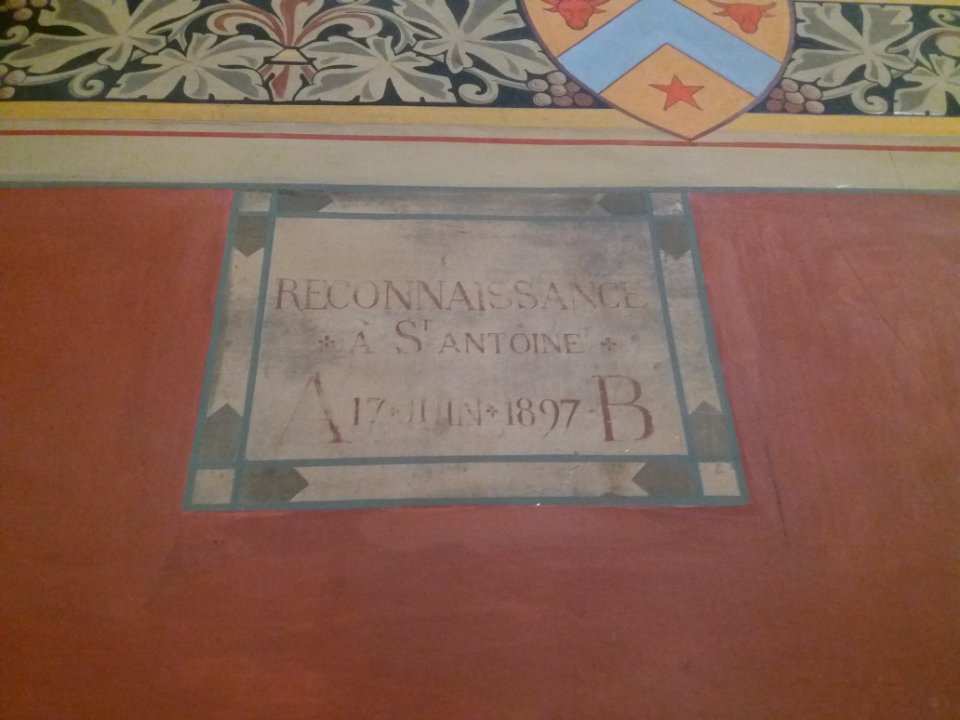 RECONNAISSANCE
À ST ANTOINE
A 17 JUIN 1897 B